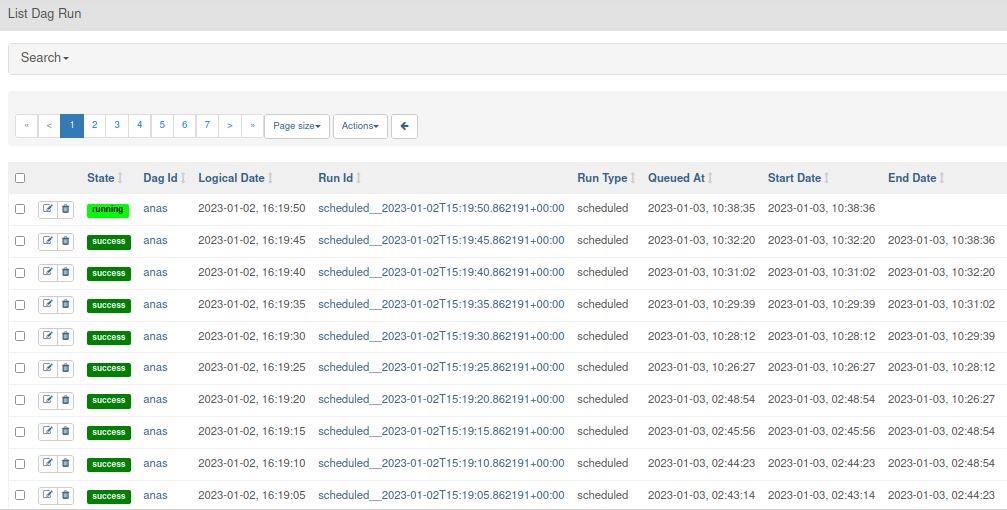 List Dag Run
Search
« < 1 2 3 4 5 6 7 > » Page size Actions
State Dag Id Logical Date Run Id Run Type Queued At Start Date End Date
running anas 2023-01-02, 16:19:50 scheduled__2023-01-02T15:19:50.862191+00:00 scheduled 2023-01-03, 10:38:35 2023-01-03, 10:38:36
success anas 2023-01-02, 16:19:45 scheduled__2023-01-02T15:19:45.862191+00:00 scheduled 2023-01-03, 10:32:20 2023-01-03, 10:32:20 2023-01-03, 10:38:36
success anas 2023-01-02, 16:19:40 scheduled__2023-01-02T15:19:40.862191+00:00 scheduled 2023-01-03, 10:31:02 2023-01-03, 10:31:02 2023-01-03, 10:32:20
success anas 2023-01-02, 16:19:35 scheduled__2023-01-02T15:19:35.862191+00:00 scheduled 2023-01-03, 10:29:39 2023-01-03, 10:29:39 2023-01-03, 10:31:02
success anas 2023-01-02, 16:19:30 scheduled__2023-01-02T15:19:30.862191+00:00 scheduled 2023-01-03, 10:28:12 2023-01-03, 10:28:12 2023-01-03, 10:29:39
success anas 2023-01-02, 16:19:25 scheduled__2023-01-02T15:19:25.862191+00:00 scheduled 2023-01-03, 10:26:27 2023-01-03, 10:26:27 2023-01-03, 10:28:12
success anas 2023-01-02, 16:19:20 scheduled__2023-01-02T15:19:20.862191+00:00 scheduled 2023-01-03, 02:48:54 2023-01-03, 02:48:54 2023-01-03, 10:26:27
success anas 2023-01-02, 16:19:15 scheduled__2023-01-02T15:19:15.862191+00:00 scheduled 2023-01-03, 02:45:56 2023-01-03, 02:45:56 2023-01-03, 02:48:54
success anas 2023-01-02, 16:19:10 scheduled__2023-01-02T15:19:10.862191+00:00 scheduled 2023-01-03, 02:44:23 2023-01-03, 02:44:23 2023-01-03, 02:48:54
success anas 2023-01-02, 16:19:05 scheduled__2023-01-02T15:19:05.862191+00:00 scheduled 2023-01-03, 02:43:14 2023-01-03, 02:43:14 2023-01-03, 02:44:23